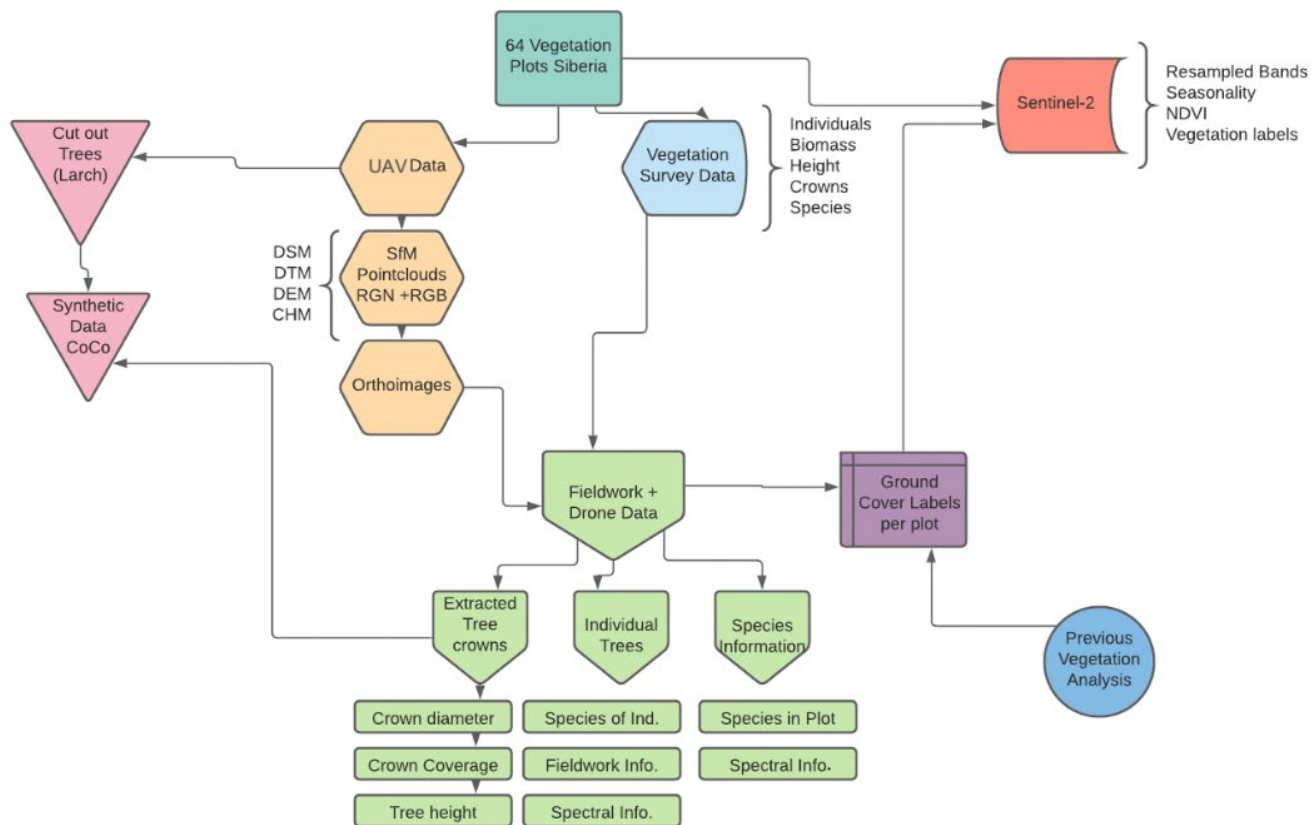 64 Vegetation
Plots Siberia
Sentinel-2
Resampled Bands
Seasonality
NDVI
Vegetation labels
Cut out
Trees
(Larch)
UAV Data
Vegetation
Survey Data
Individuals
Biomass
Height
Crowns
Species
DSM
DTM
DEM
CHM
SfM
Pointclouds
RGN +RGB
Synthetic
Data
CoCo
Orthoimages
Fieldwork +
Drone Data
Ground
Cover Labels
per plot
Extracted
Tree
crowns
Individual
Trees
Species
Information
Previous
Vegetation
Analysis
Crown diameter
Species of Ind.
Species in Plot
Crown Coverage
Fieldwork Info.
Spectral Info.
Tree height
Spectral Info.